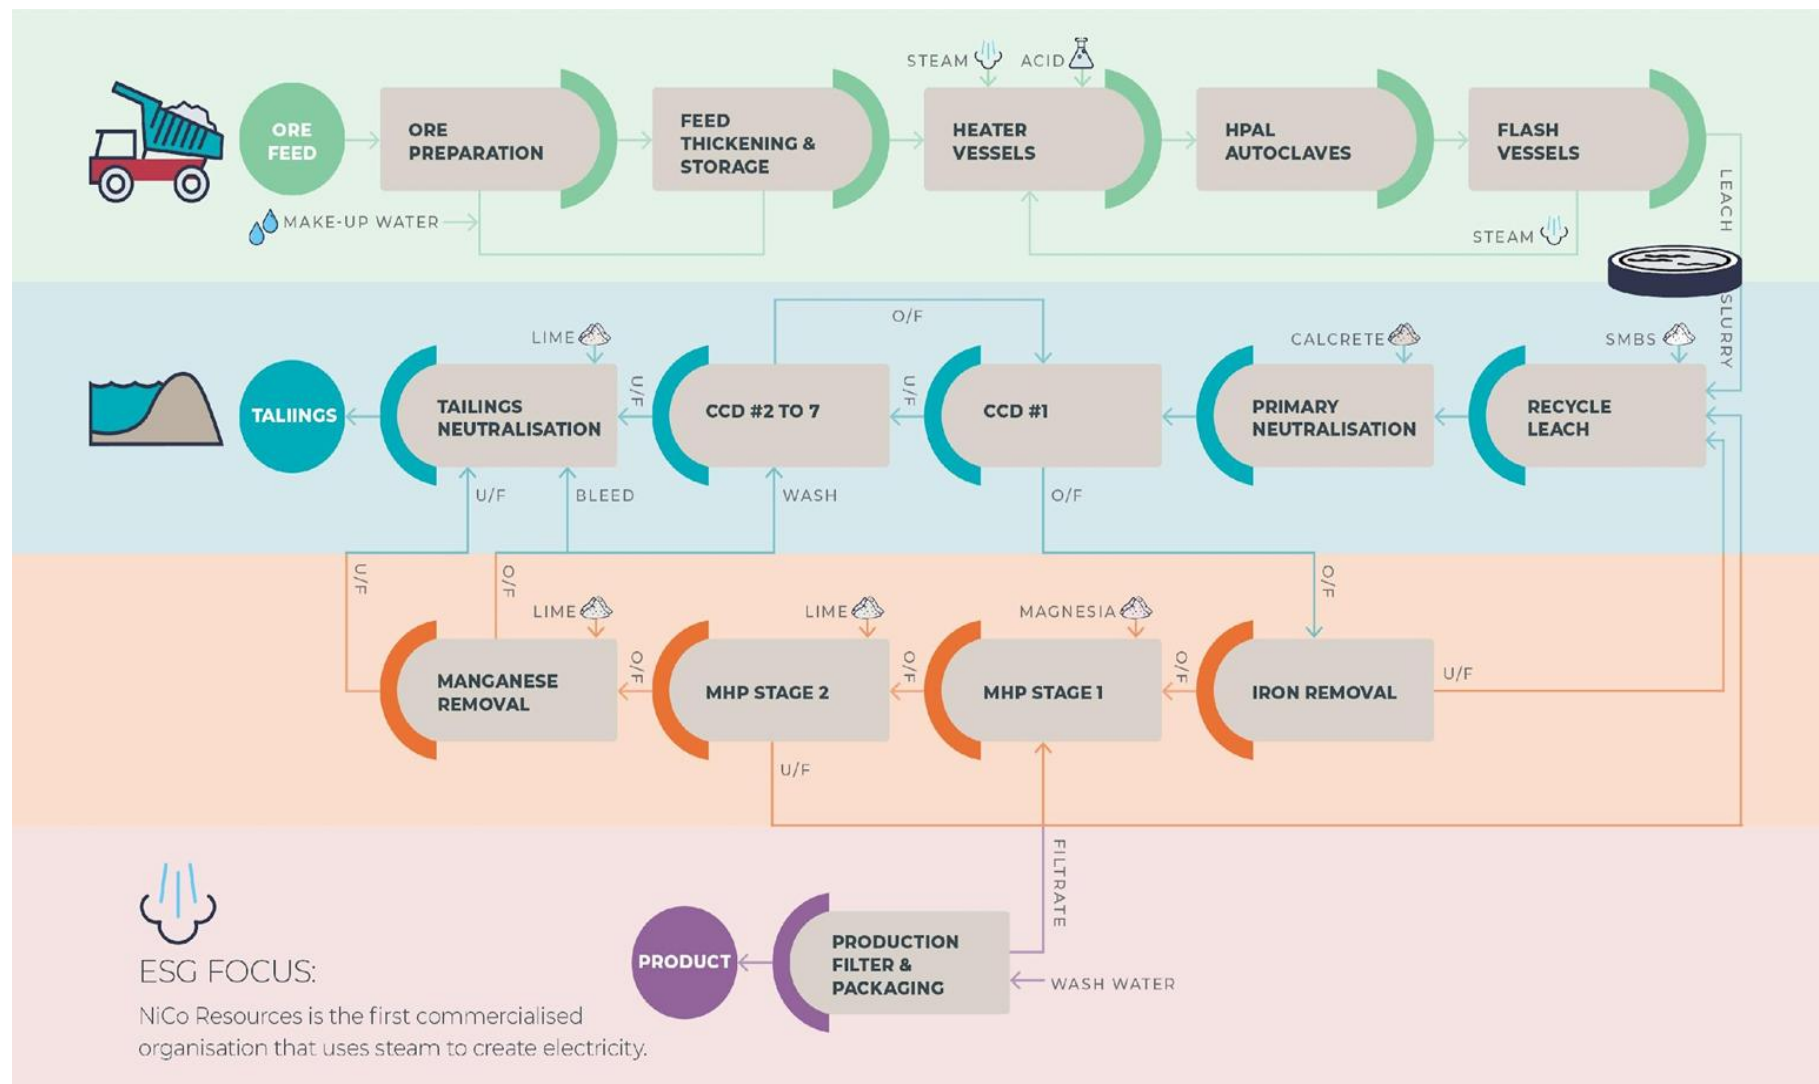 STEAM
ACID
ORE
FEED
ORE
PREPARATION
FEED
THICKENING &
STORAGE
HEATER
VESSELS
HPAL
AUTOCLAVES
FLASH
VESSELS
MAKE-UP WATER
STEAM
LEACH
SLURRY
O/F
LIME
CALCRETE
SMBS
TALIINGS
TAILINGS
NEUTRALISATION
U/F
CCD #2 TO 7
U/F
CCD #1
PRIMARY
NEUTRALISATION
RECYCLE
LEACH
U/F
BLEED
WASH
O/F
U/F
O/F
O/F
LIME
LIME
MAGNESIA
MANGANESE
REMOVAL
O/F
MHP STAGE 2
O/F
MHP STAGE 1
O/F
IRON REMOVAL
U/F
U/F
FILTRATE
PRODUCT
PRODUCTION
FILTER &
PACKAGING
WASH WATER
ESG FOCUS:
NiCo Resources is the first commercialised
organisation that uses steam to create electricity.